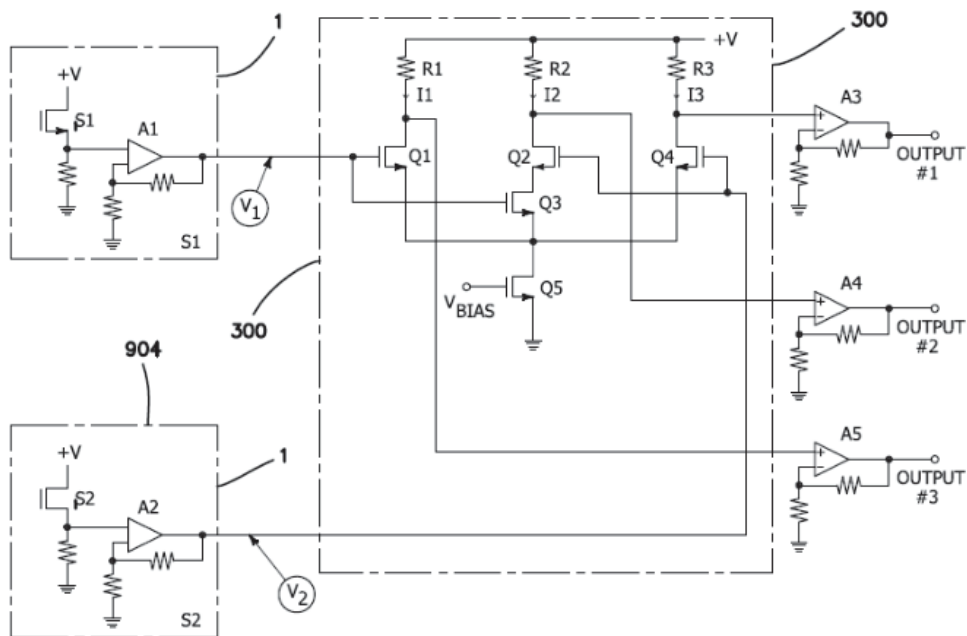 1
300
+V
S1
A1
S1
V1
+V
R1
R2
R3
I1
I2
I3
Q1
Q2
Q4
Q3
Q5
VBIAS
300
A3
OUTPUT
#1
A4
OUTPUT
#2
A5
OUTPUT
#3
904
1
+V
S2
A2
S2
V2